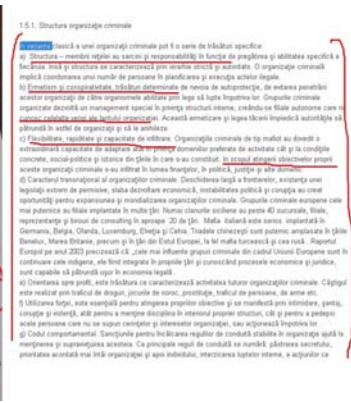 1.5.1. Structura organizaţie criminale
În varianta clasică a unei organizaţii criminale pot fi o serie de trăsături specifice:
a) Structura – membrii reţelei au sarcini şi responsabilităţi în funcţie de pregătirea şi abilitatea specifică a
fiecăruia. Însă şi structura se caracterizează prin ierarhie strictă şi autoritate. O organizaţie criminală
implică coordonarea unui număr de persoane în planificarea şi execuţia actelor ilegale.
b) Ermetism şi conspirativitate, trăsături determinate de nevoia de autoprotecţie, de evitarea penetrării
acestor organizaţii de către organismele abilitate prin lege să lupte împotriva lor. Grupurile criminale
organizate dezvoltă un management special în privinţa structurii interne, creându-se filiale autonome care nu
cunosc celelalte verigi ale lanţului organizaţiei. Această ermetizare şi legea tăcerii împiedică autorităţile să
pătrundă în astfel de organizaţii şi să le anihileze.
c) Flexibilitate, rapiditate şi capacitate de infiltrare. Organizaţiile criminale de tip mafiot au dovedit o
extraordinară capacitate de adaptare atât în privinţa domeniilor preferate de activitate cât şi la condiţiile
concrete, social-politice şi istorice din ţările în care s-au constituit. În scopul atingerii obiectivelor proprii
aceste organizaţii criminale s-au infiltrat în lumea finanţelor, în politică, justiţie şi alte domenii.
d) Caracterul transnaţional al organizaţiilor criminale. Deschiderea largă a frontierelor, existenţa unei
legislaţii extrem de permisive, slaba dezvoltare economică, instabilitatea politică şi corupţia au creat
oportunităţi pentru expansiunea şi mondializarea organizaţiilor criminale. Grupurile criminale europene cele
mai puternice au filiale implantate în multe ţări. Numai clanurile siciliene au peste 40 sucursale, filiale,
reprezentanţe şi birouri de consulting în aproape 20 de ţări. Mafia italienă este astfel implantată în
Germania, Belgia, Olanda, Luxemburg, Elveţia şi Cehia. Triadele chinezeşti sunt puternic amplasate în ţările
Benelux, Marea Britanie, precum şi în ţări din Estul Europei, la fel mafia turcească şi cea rusă. Raportul
Europol pe anul 2003 precizează că „cele mai influente grupuri criminale din cadrul Uniunii Europene sunt în
continuare cele indigene, ele fiind integrate în propriile ţări şi cunoscând procesele economice şi juridice,
sunt capabile să pătrundă uşor în economia legală .
e) Orientarea spre profit, este trăsătura ce caracterizează activitatea tuturor organizaţiilor criminale. Câştigul
este realizat prin traficul de droguri, jocurile de noroc, prostituţie, traficul de persoane, de arme etc.
f) Utilizarea forţei, este esenţială pentru atingerea propriilor obiective şi se manifestă prin intimidare, şantaj,
corupţie şi violenţă, atât pentru a menţine disciplina în interiorul propriei structuri, cât şi pentru a pedepsi
acele persoane care nu se supun cerinţelor şi intereselor organizaţiei, sau acţionează împotriva lor.
g) Codul comportamental. Sancţiunile pentru încălcarea regulilor de conduită stabilite în organizaţie ajută la
menţinerea şi supravieţuirea acesteia. Ca principale reguli de conduită se numără: păstrarea secretului,
prioritatea acordată mai întâi organizaţiei şi apoi individului, interzicerea luptelor interne, a acţiunilor ce